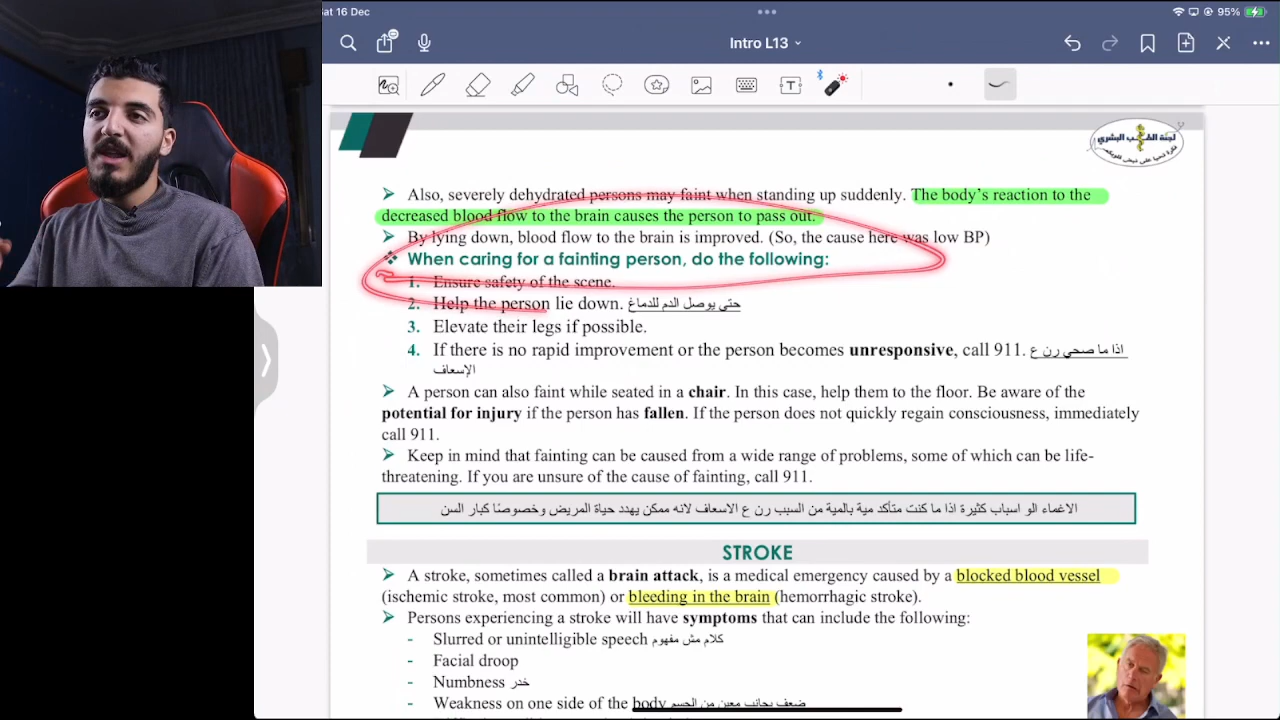 Sat 16 Dec
95%
Intro L13
لجنة الطب البشري
➤ Also, severely dehydrated persons may faint when standing up suddenly. The body's reaction to the
decreased blood flow to the brain causes the person to pass out.
➤ By lying down, blood flow to the brain is improved. (So, the cause here was low BP)
❖ When caring for a fainting person, do the following:
1. Ensure safety of the scene.
2. Help the person lie down. حتى يوصل الدم للدماغ
3. Elevate their legs if possible.
4. If there is no rapid improvement or the person becomes unresponsive, call 911. اذا ما صحي رن ع
الإسعاف
➤ A person can also faint while seated in a chair. In this case, help them to the floor. Be aware of the
potential for injury if the person has fallen. If the person does not quickly regain consciousness, immediately
call 911.
➤ Keep in mind that fainting can be caused from a wide range of problems, some of which can be life-
threatening. If you are unsure of the cause of fainting, call 911.
الاغماء الو اسباب كثيرة اذا ما كنت متأكد مية بالمية من السبب رن ع الاسعاف لانه ممكن يهدد حياة المريض وخصوصًا كبار السن
STROKE
➤ A stroke, sometimes called a brain attack, is a medical emergency caused by a blocked blood vessel
(ischemic stroke, most common) or bleeding in the brain (hemorrhagic stroke).
➤ Persons experiencing a stroke will have symptoms that can include the following:
- Slurred or unintelligible speech كلام مش مفهوم
- Facial droop
- Numbness خدر
- Weakness on one side of the body ضعف بجانب معين من الجسم